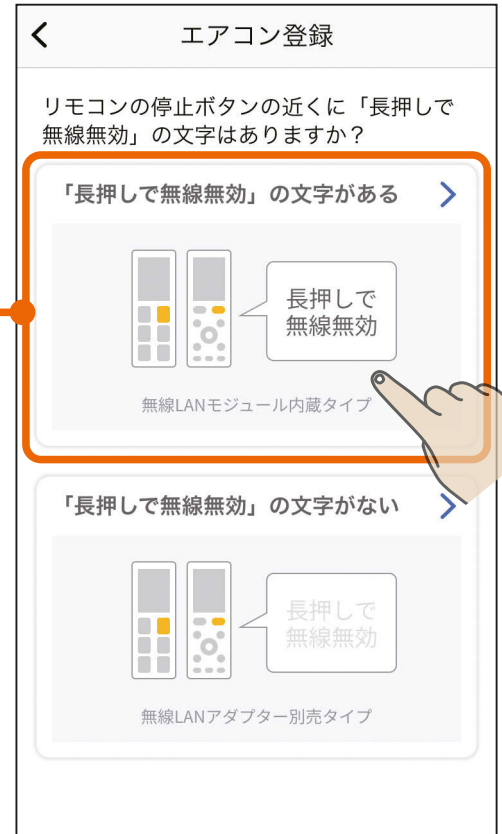 エアコン登録
リモコンの停止ボタンの近くに「長押しで
無線無効」の文字はありますか？
「長押しで無線無効」の文字がある
長押しで
無線無効
無線LANモジュール内蔵タイプ
「長押しで無線無効」の文字がない
長押しで
無線無効
無線LANアダプター別売タイプ